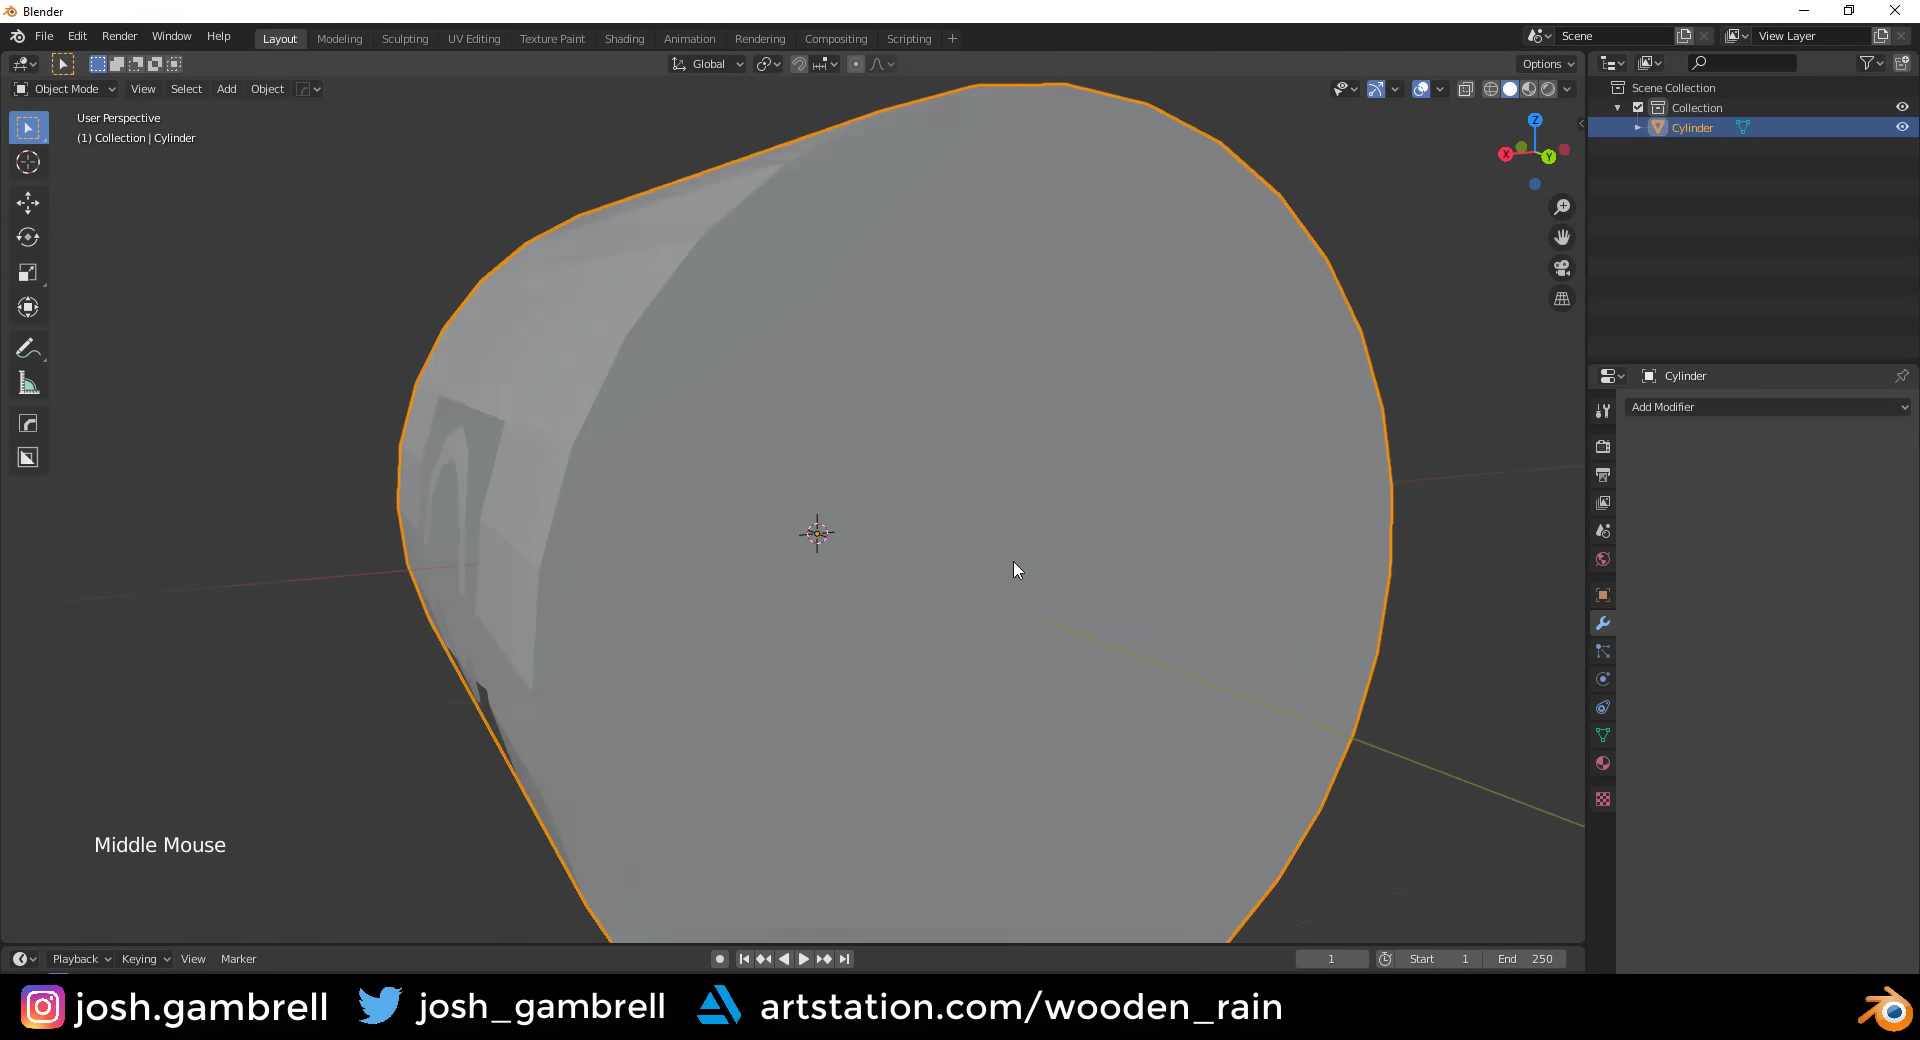 Blender
File Edit Render Window Help
Layout Modeling Sculpting UV Editing Texture Paint Shading Animation Rendering Compositing Scripting +
Scene
View Layer
Global
Options
Object Mode View Select Add Object
User Perspective
(1) Collection | Cylinder
Z
X
Y
Scene Collection
Collection
Cylinder
Cylinder
Add Modifier
Middle Mouse
Playback Keying View Marker
1
Start 1
End 250
josh.gambrell
josh_gambrell
artstation.com/wooden_rain